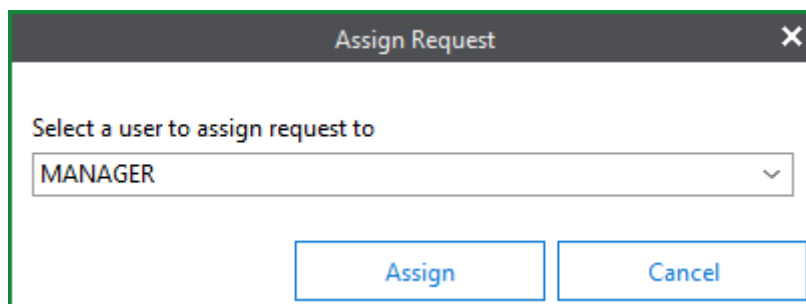 Assign Request
Select a user to assign request to
MANAGER
Assign Cancel